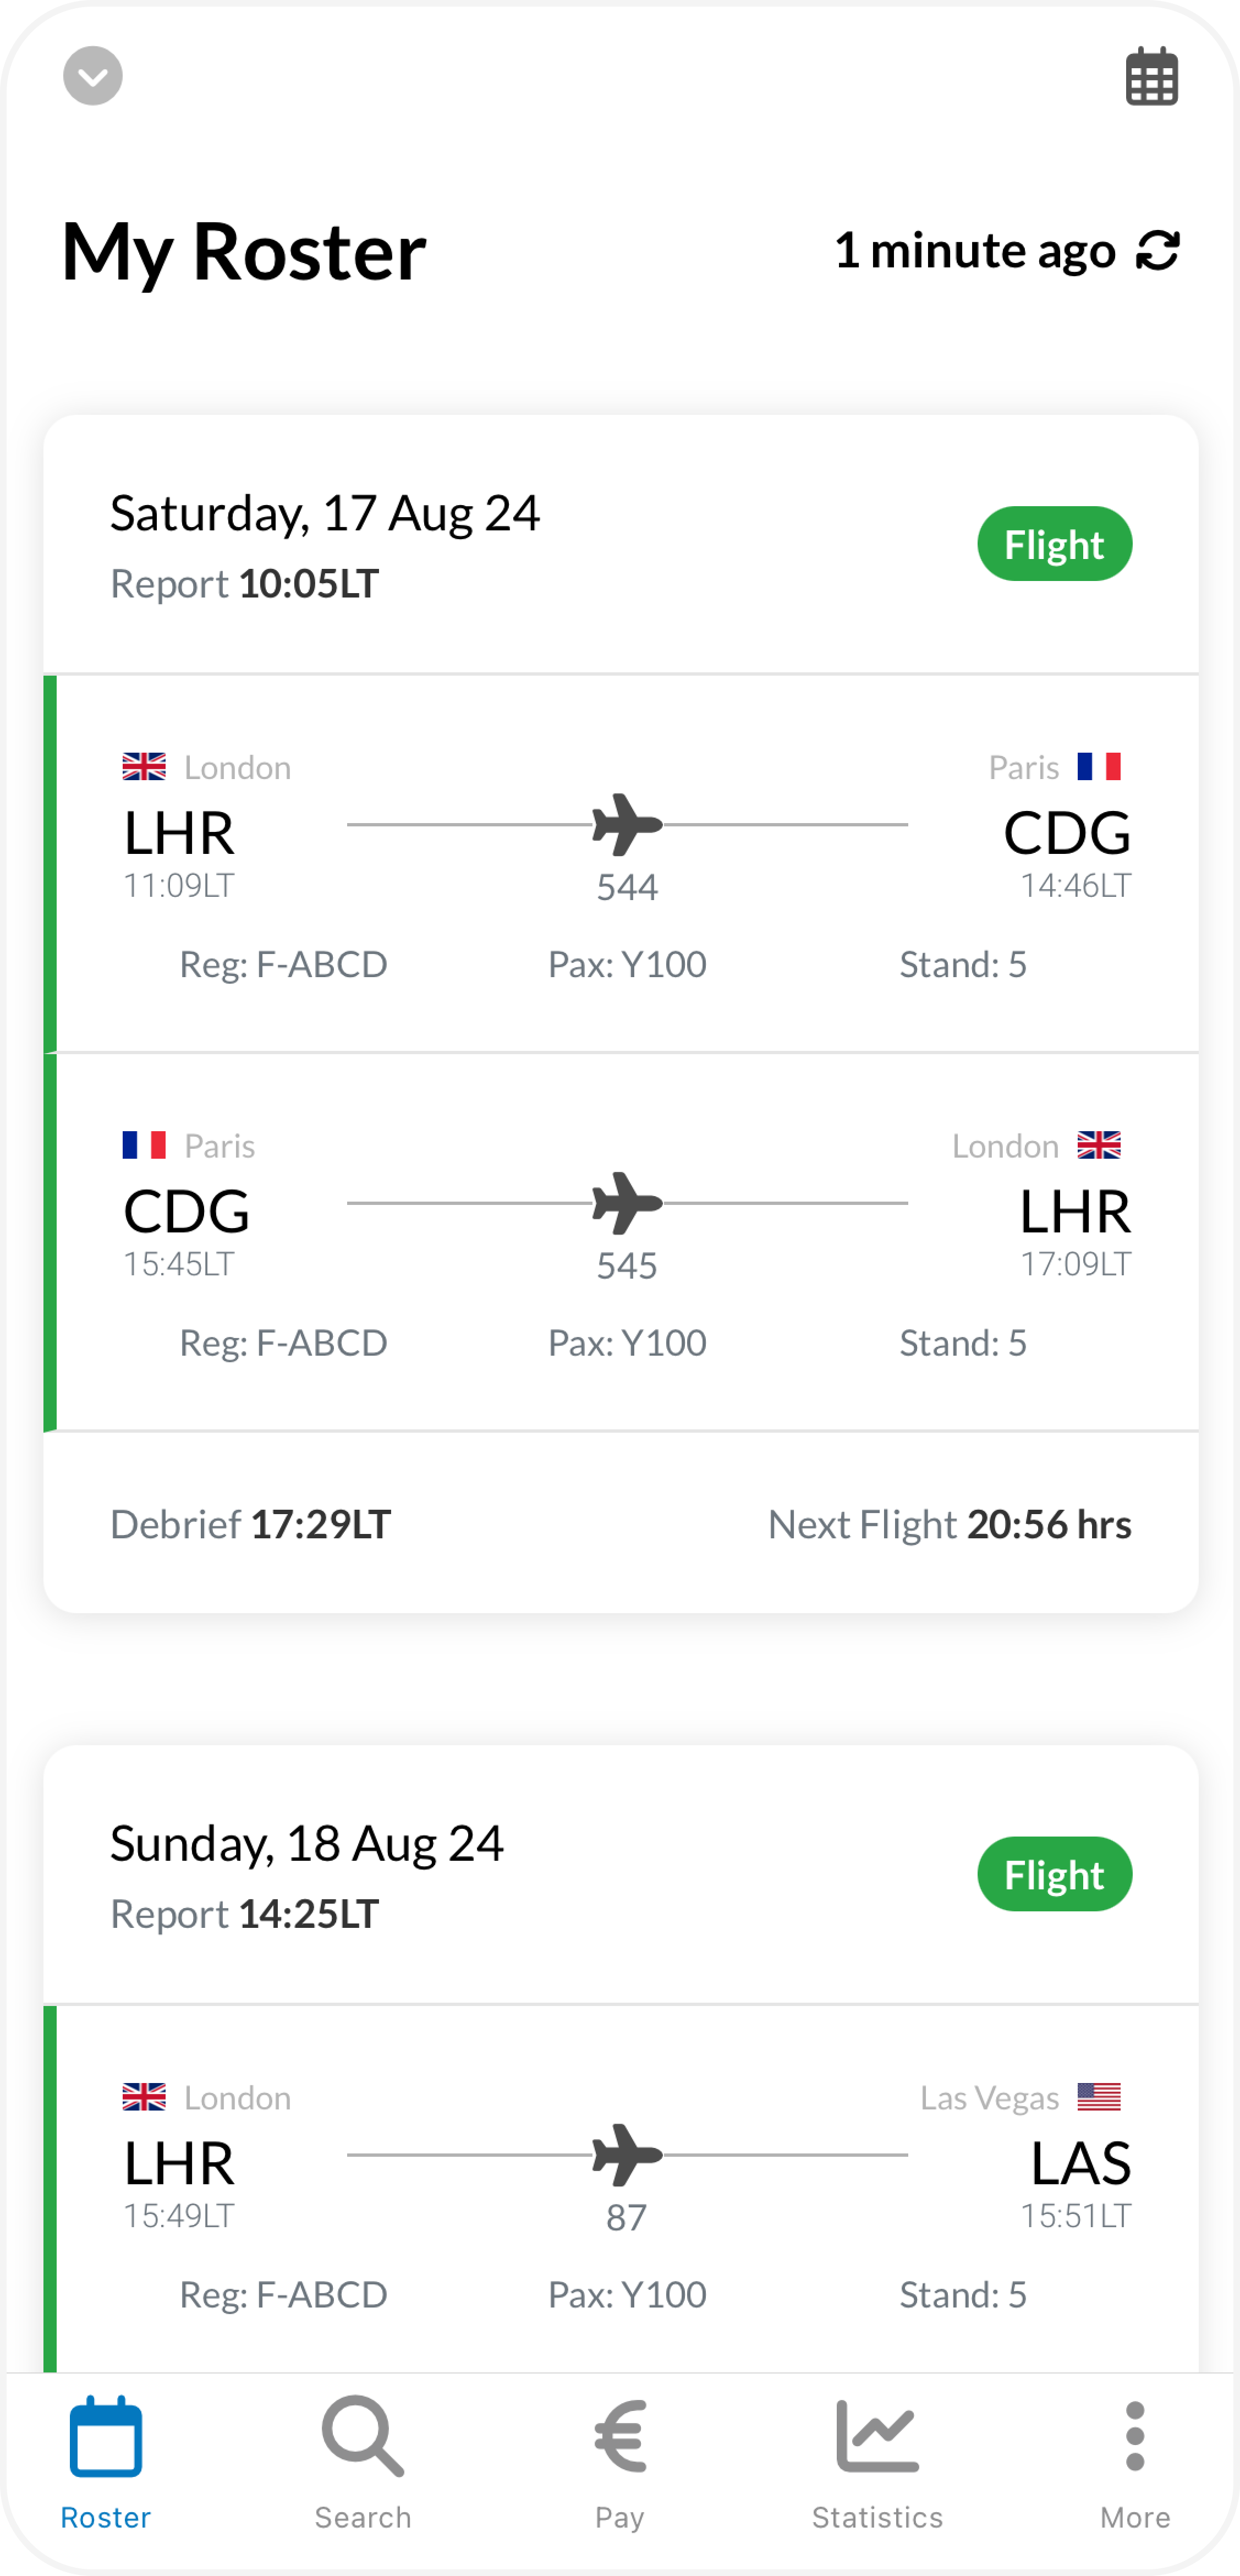 My Roster 1 minute ago
Saturday, 17 Aug 24
Flight
Report 10:05LT
London Paris
LHR CDG
11:09LT 544 14:46LT
Reg: F-ABCD Pax: Y100 Stand: 5
Paris London
CDG LHR
15:45LT 545 17:09LT
Reg: F-ABCD Pax: Y100 Stand: 5
Debrief 17:29LT Next Flight 20:56 hrs
Sunday, 18 Aug 24
Flight
Report 14:25LT
London Las Vegas
LHR LAS
15:49LT 87 15:51LT
Reg: F-ABCD Pax: Y100 Stand: 5
Roster Search Pay Statistics More